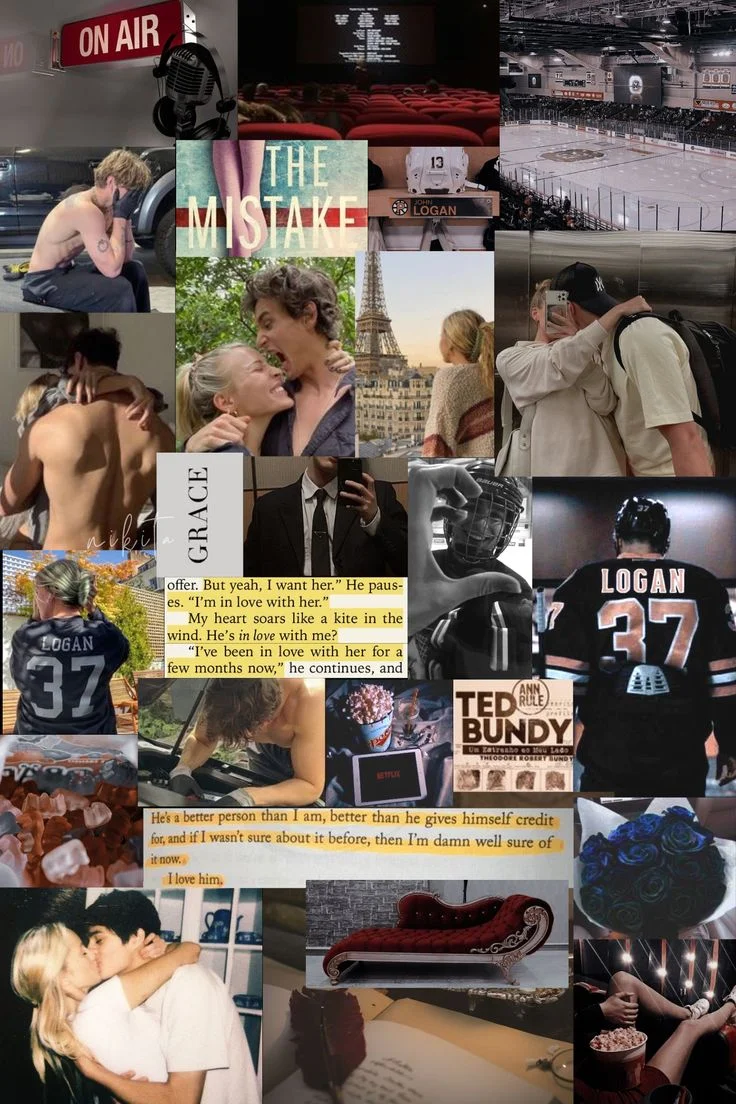 ON AIR
THE
MISTAKE
13
JOHN
LOGAN
GRACE
nikita
BAUER
offer. But yeah, I want her.” He paus-
es. “I’m in love with her.”
My heart soars like a kite in the
wind. He’s in love with me?
“I’ve been in love with her for a
few months now,” he continues, and
LOGAN
37
37
LOGAN
37
NETFLIX
TED
BUNDY
ANN
RULE
Um Estranho ao Meu Lado
THEODORE ROBERT BUNDY
He's a better person than I am, better than he gives himself credit
for, and if I wasn't sure about it before, then I'm damn well sure of
it now.
I love him.